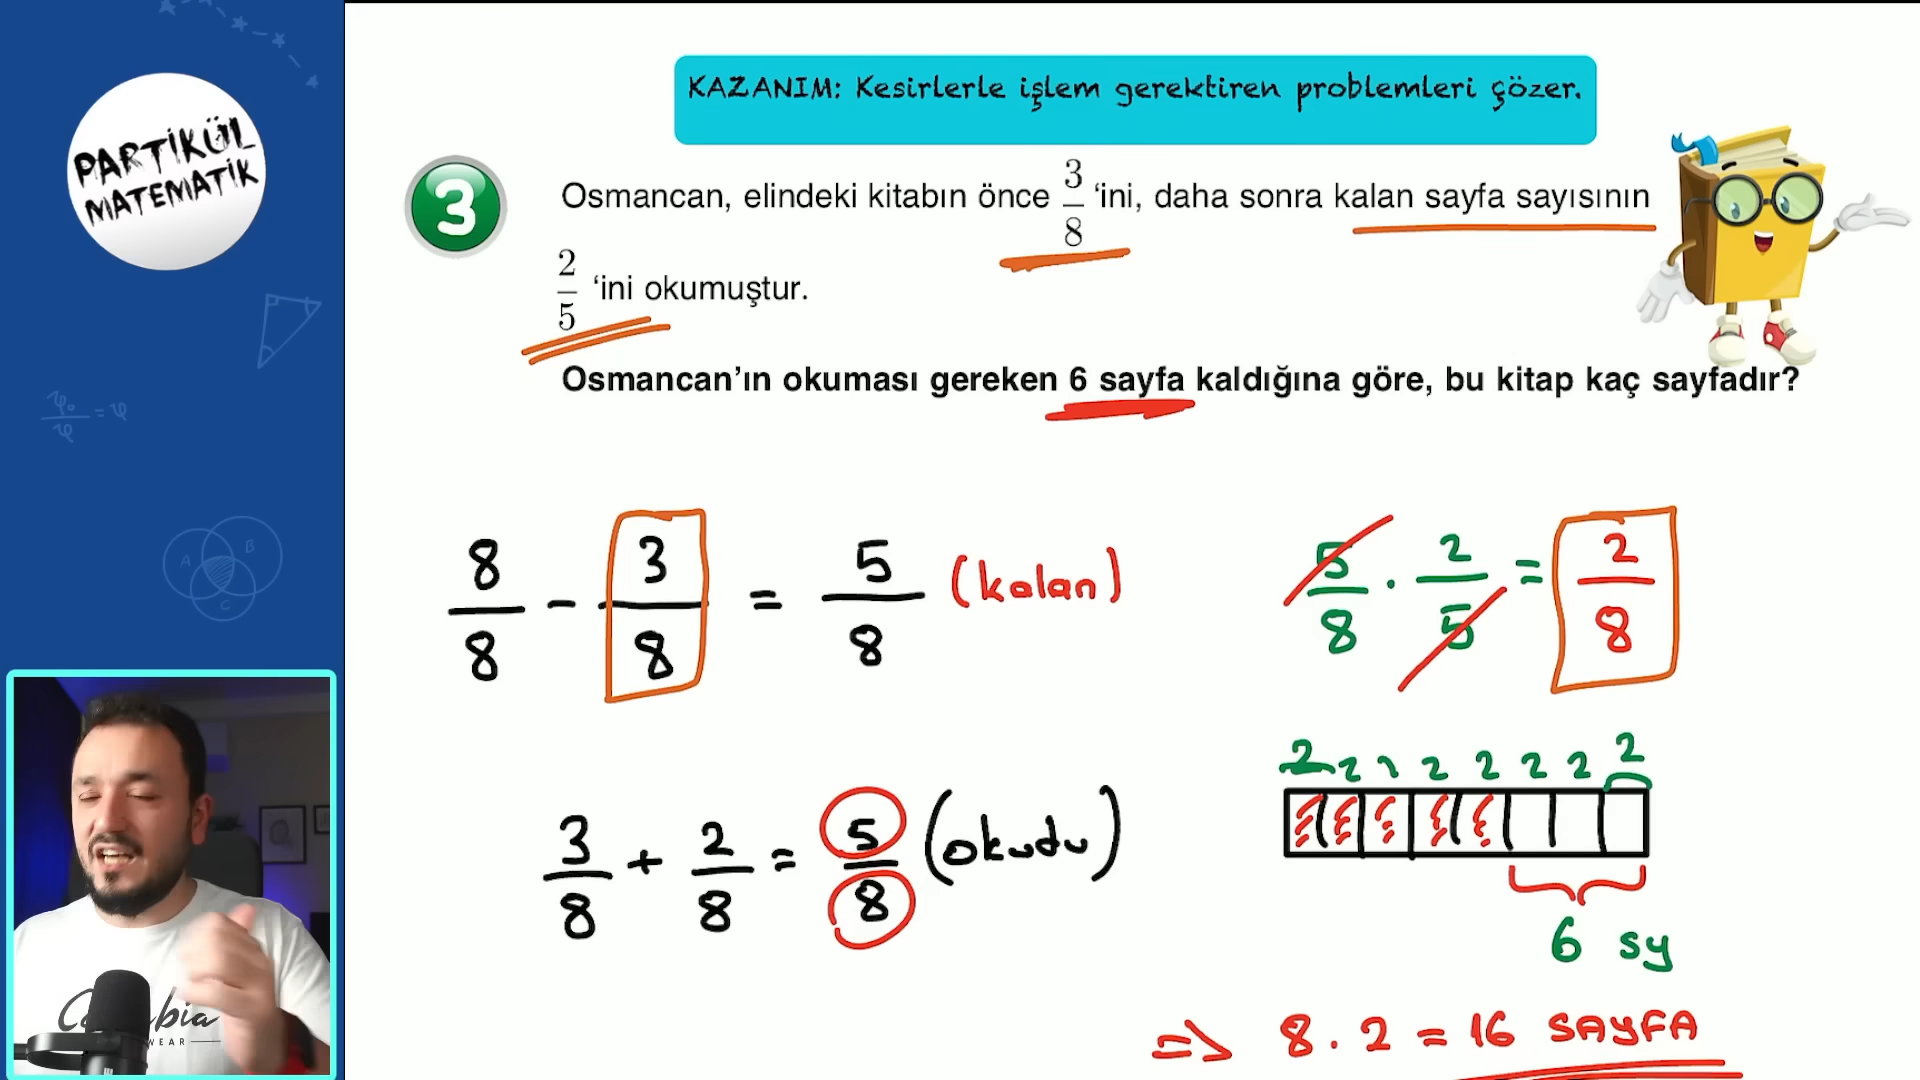 PARTİKÜL
MATEMATİK
KAZANIM: Kesirlerle işlem gerektiren problemleri çözer.
3
Osmancan, elindeki kitabın önce 3/8 'ini, daha sonra kalan sayfa sayısının
2/5 'ini okumuştur.
Osmancan'ın okuması gereken 6 sayfa kaldığına göre, bu kitap kaç sayfadır?
8/8 - 3/8 = 5/8 (kalan)
5/8 . 2/5 = 2/8
2 2 2 2 2 2 2 2
3/8 + 2/8 = 5/8 (okudu)
6 sy
=> 8 . 2 = 16 SAYFA
A B
C
WEAR